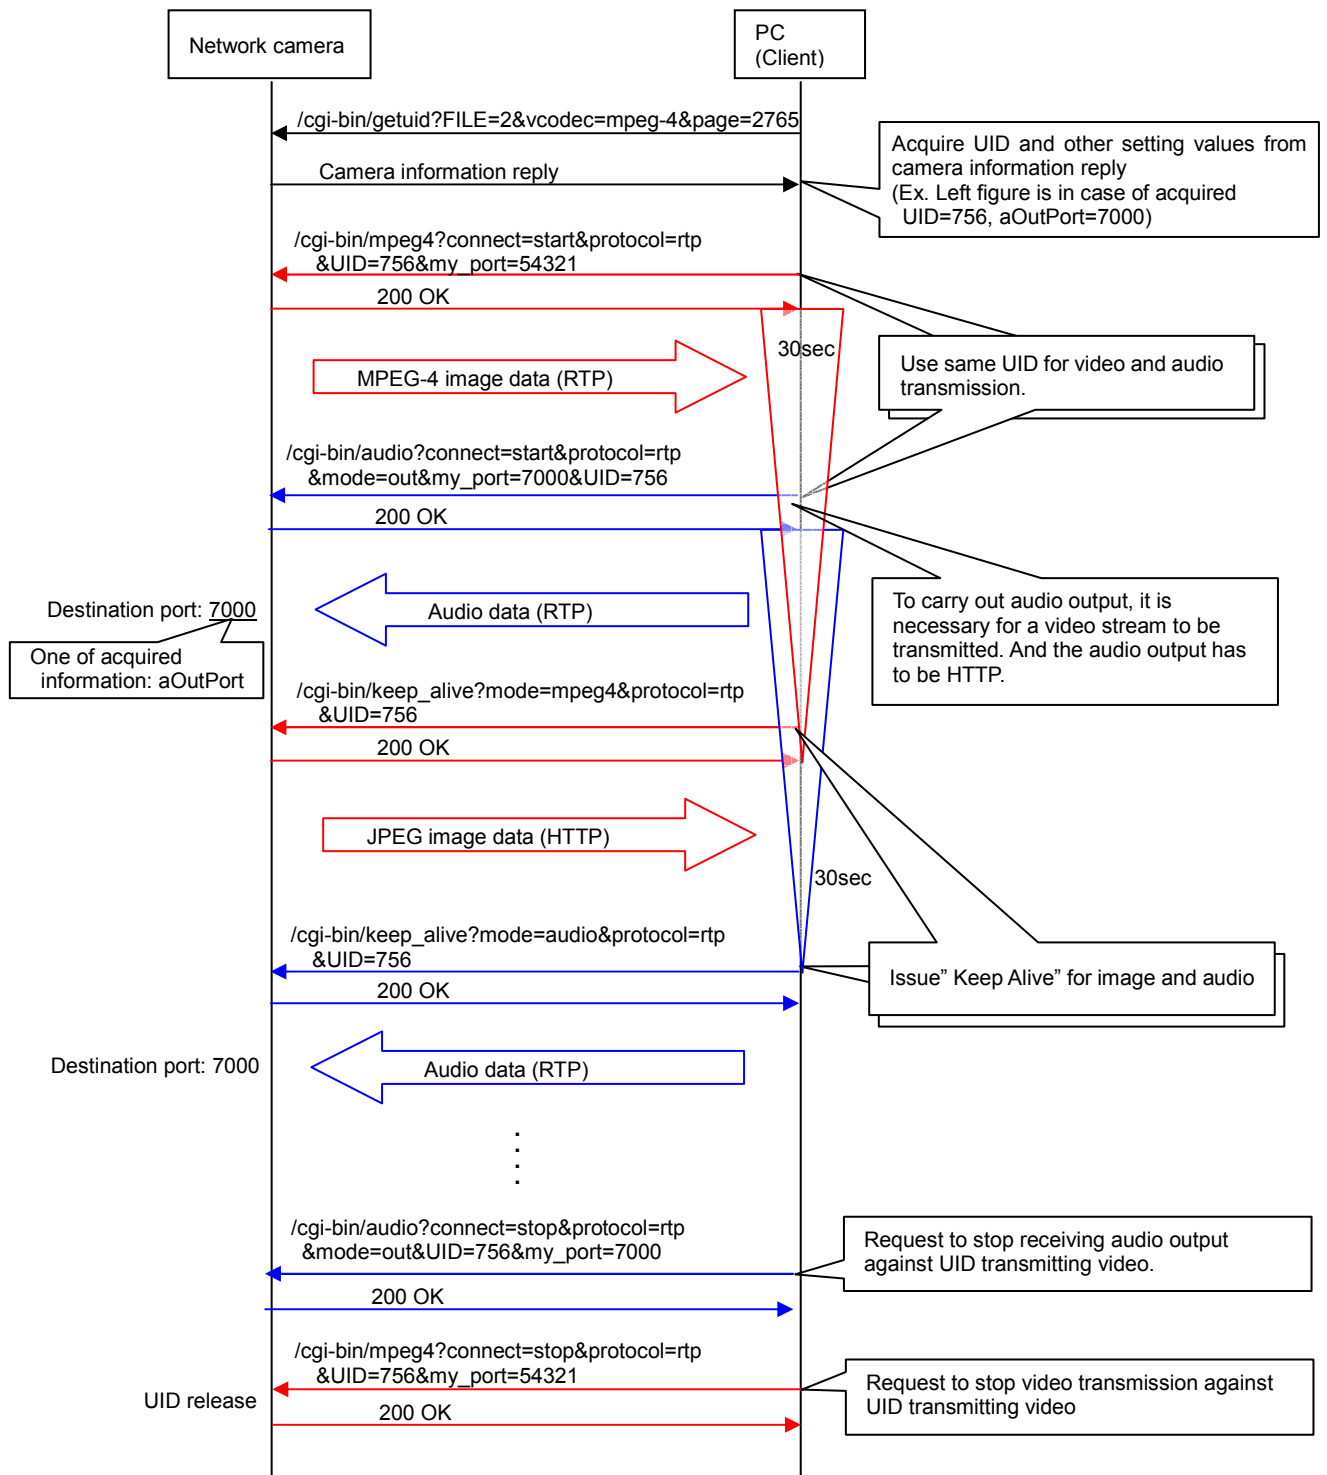 Network camera
PC
(Client)
/cgi-bin/getuid?FILE=2&vcodec=mpeg-4&page=2765
Acquire UID and other setting values from
camera information reply
(Ex. Left figure is in case of acquired
UID=756, aOutPort=7000)
Camera information reply
/cgi-bin/mpeg4?connect=start&protocol=rtp
&UID=756&my_port=54321
200 OK
30sec
Use same UID for video and audio
transmission.
MPEG-4 image data (RTP)
/cgi-bin/audio?connect=start&protocol=rtp
&mode=out&my_port=7000&UID=756
200 OK
To carry out audio output, it is
necessary for a video stream to be
transmitted. And the audio output has
to be HTTP.
Destination port: 7000
Audio data (RTP)
One of acquired
information: aOutPort
/cgi-bin/keep_alive?mode=mpeg4&protocol=rtp
&UID=756
200 OK
JPEG image data (HTTP)
30sec
/cgi-bin/keep_alive?mode=audio&protocol=rtp
&UID=756
Issue” Keep Alive” for image and audio
200 OK
Destination port: 7000
Audio data (RTP)
/cgi-bin/audio?connect=stop&protocol=rtp
&mode=out&UID=756&my_port=7000
Request to stop receiving audio output
against UID transmitting video.
200 OK
/cgi-bin/mpeg4?connect=stop&protocol=rtp
&UID=756&my_port=54321
Request to stop video transmission against
UID transmitting video
UID release
200 OK